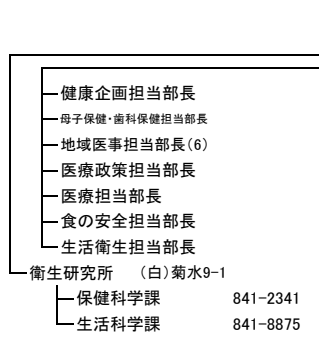 健康企画担当部長
母子保健・歯科保健担当部長
地域医事担当部長(6)
医療政策担当部長
医療担当部長
食の安全担当部長
生活衛生担当部長
衛生研究所 (白)菊水9-1
保健科学課 841-2341
生活科学課 841-8875